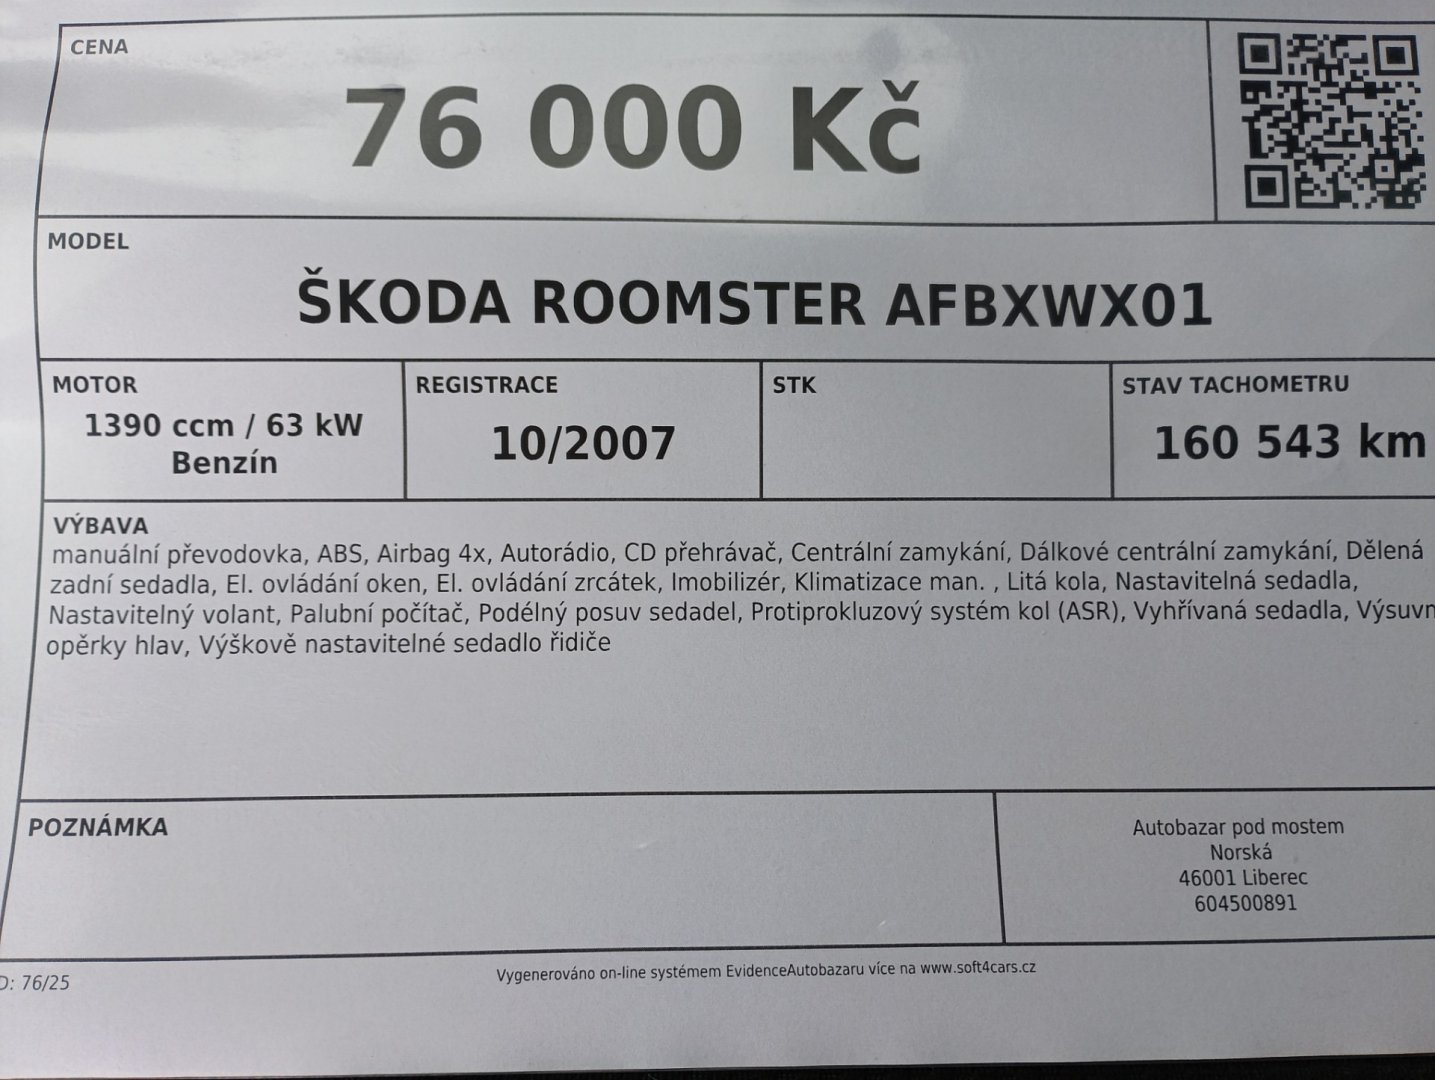 CENA
76 000 Kč
MODEL
ŠKODA ROOMSTER AFBXWX01
MOTOR
1390 ccm / 63 kW
Benzín
REGISTRACE
10/2007
STK
STAV TACHOMETRU
160 543 km
VÝBAVA
manuální převodovka, ABS, Airbag 4x, Autorádio, CD přehrávač, Centrální zamykání, Dálkové centrální zamykání, Dělená
zadní sedadla, El. ovládání oken, El. ovládání zrcátek, Imobilizér, Klimatizace man. , Litá kola, Nastavitelná sedadla,
Nastavitelný volant, Palubní počítač, Podélný posuv sedadel, Protiprokluzový systém kol (ASR), Vyhřívaná sedadla,
opěrky hlav, Výškově nastavitelné sedadlo řidiče
POZNÁMKA
Autobazar pod mostem
Norská
46001 Liberec
604500891
76/25
Vygenerováno on-line systémem EvidenceAutobazaru více na www.soft4cars.cz